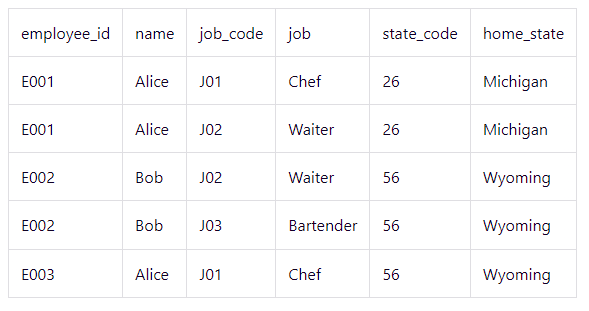 employee_id name job_code job state_code home_state
E001 Alice J01 Chef 26 Michigan
E001 Alice J02 Waiter 26 Michigan
E002 Bob J02 Waiter 56 Wyoming
E002 Bob J03 Bartender 56 Wyoming
E003 Alice J01 Chef 56 Wyoming